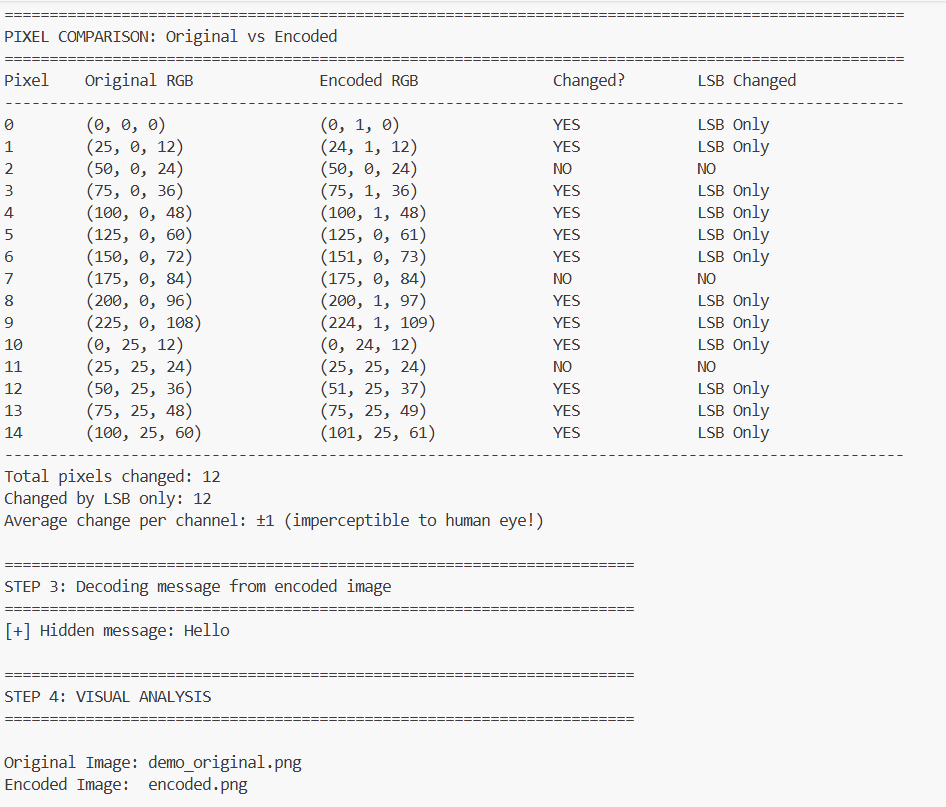 ====================================================================================================
PIXEL COMPARISON: Original vs Encoded
====================================================================================================
Pixel    Original RGB              Encoded RGB               Changed?        LSB Changed
----------------------------------------------------------------------------------------------------
0        (0, 0, 0)                 (0, 1, 0)                 YES             LSB Only
1        (25, 0, 12)               (24, 1, 12)               YES             LSB Only
2        (50, 0, 24)               (50, 0, 24)               NO              NO
3        (75, 0, 36)               (75, 1, 36)               YES             LSB Only
4        (100, 0, 48)              (100, 1, 48)              YES             LSB Only
5        (125, 0, 60)              (125, 0, 61)              YES             LSB Only
6        (150, 0, 72)              (151, 0, 73)              YES             LSB Only
7        (175, 0, 84)              (175, 0, 84)              NO              NO
8        (200, 0, 96)              (200, 1, 97)              YES             LSB Only
9        (225, 0, 108)             (224, 1, 109)             YES             LSB Only
10       (0, 25, 12)               (0, 24, 12)               YES             LSB Only
11       (25, 25, 24)              (25, 25, 24)              NO              NO
12       (50, 25, 36)              (51, 25, 37)              YES             LSB Only
13       (75, 25, 48)              (75, 25, 49)              YES             LSB Only
14       (100, 25, 60)             (101, 25, 61)             YES             LSB Only
----------------------------------------------------------------------------------------------------
Total pixels changed: 12
Changed by LSB only: 12
Average change per channel: ±1 (imperceptible to human eye!)
======================================================================
STEP 3: Decoding message from encoded image
======================================================================
[+] Hidden message: Hello
======================================================================
STEP 4: VISUAL ANALYSIS
======================================================================
Original Image: demo_original.png
Encoded Image:  encoded.png